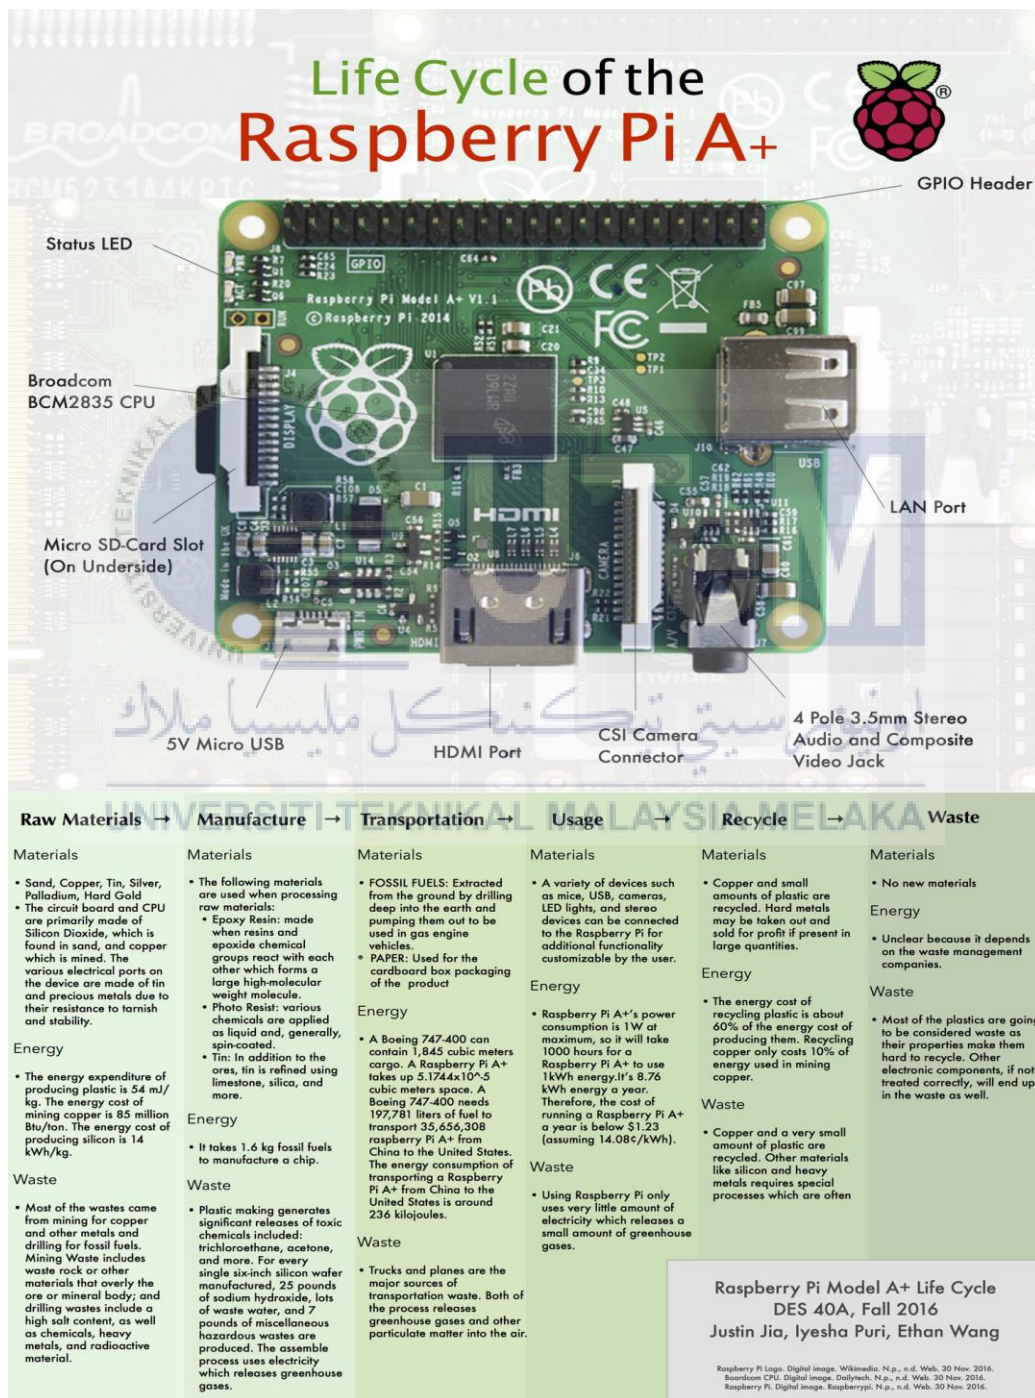 Life Cycle of the
Raspberry Pi A+
®
GPIO Header
Status LED
Broadcom
BCM2835 CPU
Micro SD-Card Slot
(On Underside)
LAN Port
5V Micro USB
HDMI Port
CSI Camera
Connector
4 Pole 3.5mm Stereo
Audio and Composite
Video Jack
BROADCOM
GPIO
Raspberry Pi Model A+ V1.1
© Raspberry Pi 2014
Pb
CE
FC
DISPLAY
HDMI
CAMERA
USB
RUN
PWR IN
Made in the UK
UTeM
اونيورسيتي تيكنيكل مليسيا ملاك
UNIVERSITI TEKNIKAL MALAYSIA MELAKA
Raw Materials →
Materials
• Sand, Copper, Tin, Silver,
Palladium, Hard Gold
• The circuit board and CPU
are primarily made of
Silicon Dioxide, which is
found in sand, and copper
which is mined. The
various electrical ports on
the device are made of tin
and precious metals due to
their resistance to tarnish
and stability.
Energy
• The energy expenditure of
producing plastic is 54 mJ/
kg. The energy cost of
mining copper is 85 million
Btu/ton. The energy cost of
producing silicon is 14
kWh/kg.
Waste
• Most of the wastes came
from mining for copper
and other metals and
drilling for fossil fuels.
Mining Waste includes
waste rock or other
materials that overly the
ore or mineral body; and
drilling wastes include a
high salt content, as well
as chemicals, heavy
metals, and radioactive
material.
Manufacture →
Materials
• The following materials
are used when processing
raw materials:
• Epoxy Resin: made
when resins and
epoxide chemical
groups react with each
other which forms a
large high-molecular
weight molecule.
• Photo Resist: various
chemicals are applied
as liquid and, generally,
spin-coated.
• Tin: In addition to the
ores, tin is refined using
limestone, silica, and
more.
Energy
• It takes 1.6 kg fossil fuels
to manufacture a chip.
Waste
• Plastic making generates
significant releases of toxic
chemicals included:
trichloroethane, acetone,
and more. For every
single six-inch silicon wafer
manufactured, 25 pounds
of sodium hydroxide, lots
of waste water, and 7
pounds of miscellaneous
hazardous wastes are
produced. The assemble
process uses electricity
which releases greenhouse
gases.
Transportation →
Materials
• FOSSIL FUELS: Extracted
from the ground by drilling
deep into the earth and
pumping them out to be
used in gas engine
vehicles.
• PAPER: Used for the
cardboard box packaging
of the product
Energy
• A Boeing 747-400 can
contain 1,845 cubic meters
cargo. A Raspberry Pi A+
takes up 5.1744x10^-5
cubic meters space. A
Boeing 747-400 needs
197,781 liters of fuel to
transport 35,656,308
raspberry Pi A+ from
China to the United States.
The energy consumption of
transporting a Raspberry
Pi A+ from China to the
United States is around
236 kilojoules.
Waste
• Trucks and planes are the
major sources of
transportation waste. Both of
the process releases
greenhouse gases and other
particulate matter into the air.
Usage →
Materials
• A variety of devices such
as mice, USB, cameras,
LED lights, and stereo
devices can be connected
to the Raspberry Pi for
additional functionality
customizable by the user.
Energy
• Raspberry Pi A+'s power
consumption is 1W at
maximum, so it will take
1000 hours for a
Raspberry Pi A+ to use
1kWh energy.It's 8.76
kWh energy a year.
Therefore, the cost of
running a Raspberry Pi A+
a year is below $1.23
(assuming 14.08¢/kWh).
Waste
• Using Raspberry Pi only
uses very little amount of
electricity which releases a
small amount of greenhouse
gases.
Recycle →
Materials
• Copper and small
amounts of plastic are
recycled. Hard metals
may be taken out and
sold for profit if present in
large quantities.
Energy
• The energy cost of
recycling plastic is about
60% of the energy cost of
producing them. Recycling
copper only costs 10% of
energy used in mining
copper.
Waste
• Copper and a very small
amount of plastic are
recycled. Other materials
like silicon and heavy
metals requires special
processes which are often
Waste
Materials
• No new materials
Energy
• Unclear because it depends
on the waste management
companies.
Waste
• Most of the plastics are going
to be considered waste as
their properties make them
hard to recycle. Other
electronic components, if not
treated correctly, will end up
in the waste as well.
Raspberry Pi Model A+ Life Cycle
DES 40A, Fall 2016
Justin Jia, Iyesha Puri, Ethan Wang
Raspberry Pi Logo. Digital image. Wikimedia. N.p., n.d. Web. 30 Nov. 2016.
Boardcom CPU. Digital image. Dailytech. N.p., n.d. Web. 30 Nov. 2016.
Raspberry Pi. Digital image. Raspberrypi. N.p., n.d. Web. 30 Nov. 2016.